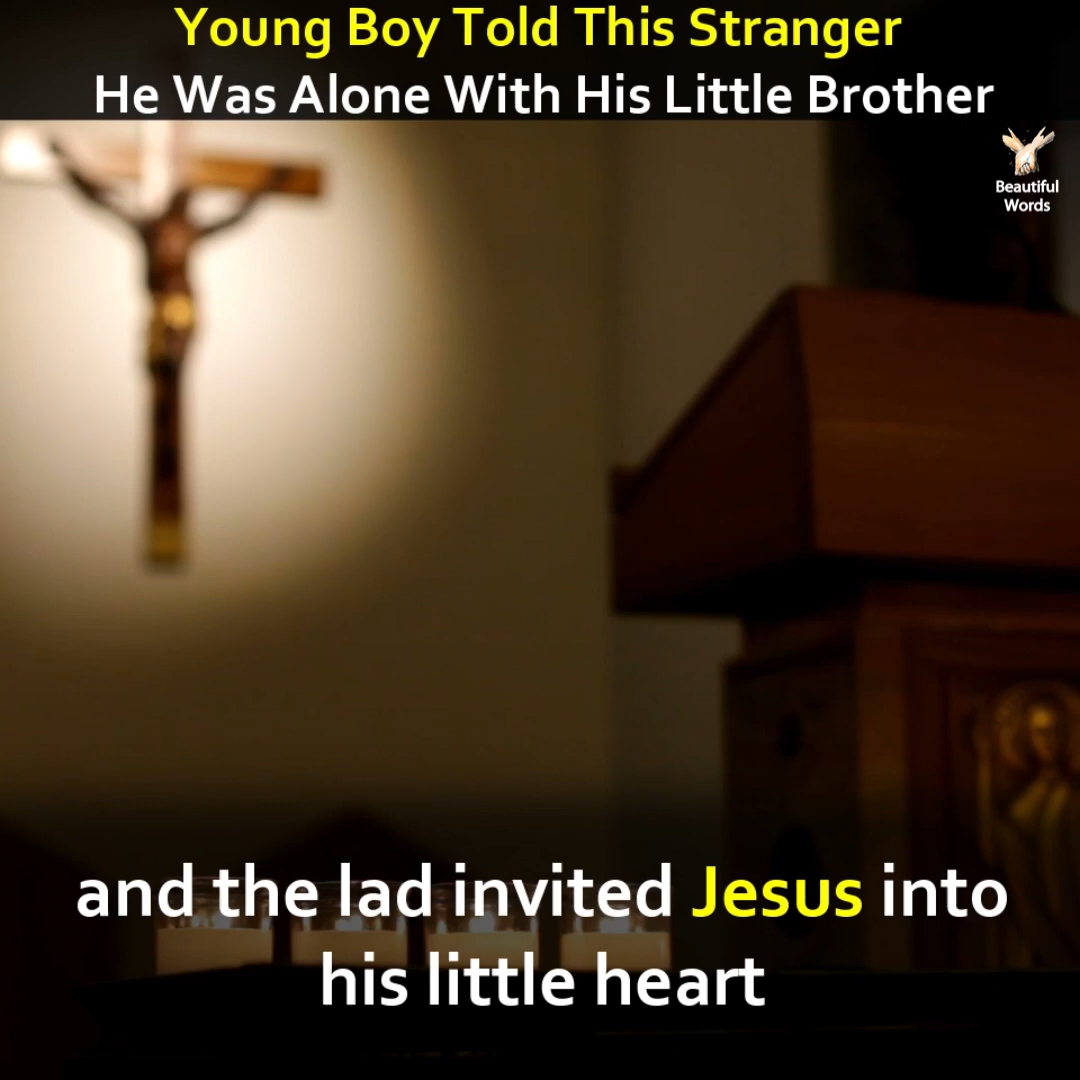 Young Boy Told This Stranger
He Was Alone With His Little Brother
Beautiful
Words
and the lad invited Jesus into
his little heart